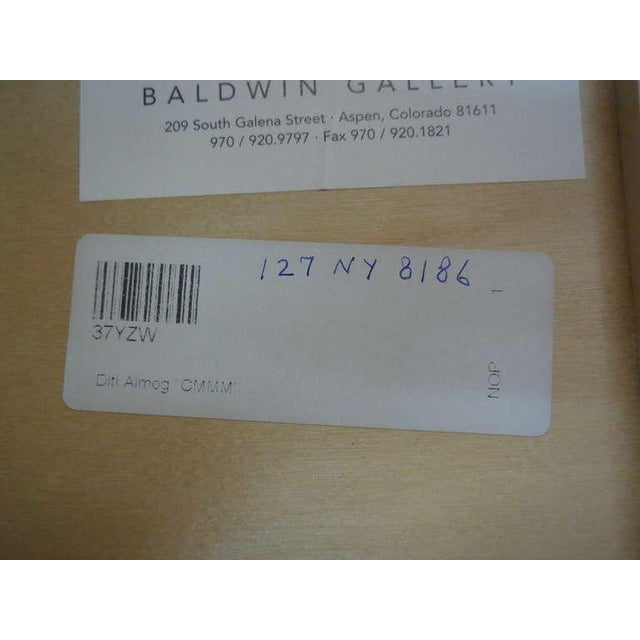 BALDWIN GALLERY
209 South Galena Street · Aspen, Colorado 81611
970 / 920.9797 · Fax 970 / 920.1821
127 NY 8186
37YZW
Diti Almog 'CMMM'
1
NOP